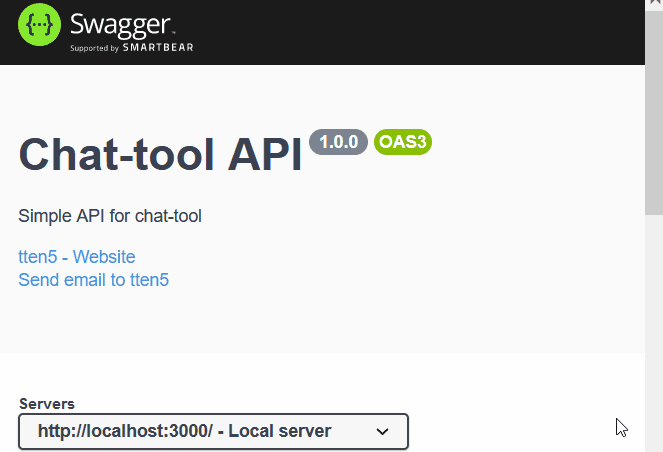 {···} Swagger™
Supported by SMARTBEAR
Chat-tool API 1.0.0 OAS3
Simple API for chat-tool
tten5 - Website
Send email to tten5
Servers
http://localhost:3000/ - Local server